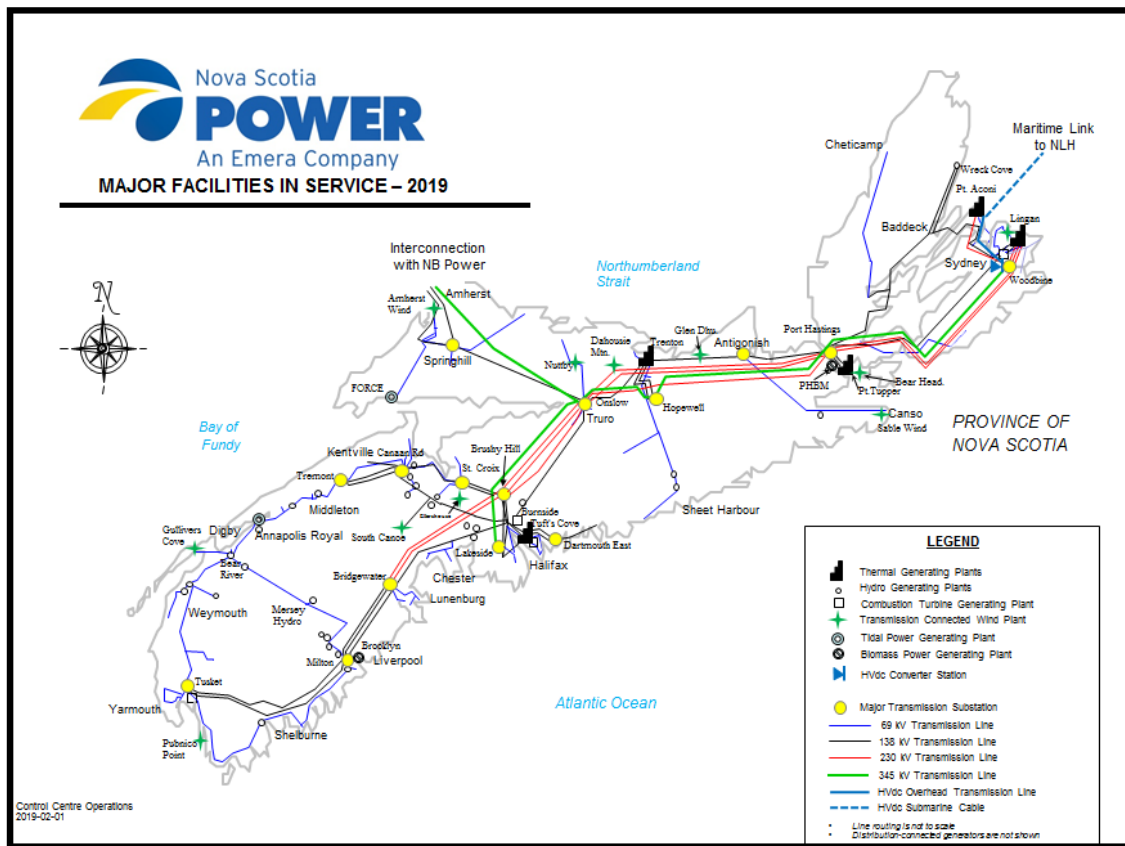 Nova Scotia
POWER
An Emera Company
MAJOR FACILITIES IN SERVICE – 2019
Maritime Link
to NLH
Cheticamp
Wreck Cove
Pt. Aconi
Lingan
Baddeck
Sydney
Woodbine
Interconnection
with NB Power
Northumberland
Strait
N
Amherst
Wind
Amherst
Springhill
Nuttby
Dahousie
Mtn.
Trenton
Glen Dhu
Antigonish
Port Hastings
PHBM
Pt.Tupper
Bear Head.
FORCE
Onslow
Truro
Hopewell
Canso
Sable Wind
PROVINCE OF
NOVA SCOTIA
Bay of
Fundy
Brushy Hill
Kentville
Canaan Rd
St. Croix
Tremont
Middleton
Sheet Harbour
Burnside
Tuft's Cove
Gullivers
Cove
Digby
Annapolis Royal
South Canoe
Lakeside
Dartmouth East
Halifax
Bear
River
Bridgewater
Chester
Lunenburg
Weymouth
Mersey
Hydro
Brooklyn
Milton
Liverpool
Tusket
Yarmouth
Shelburne
Pubnico
Point
Atlantic Ocean
LEGEND
Thermal Generating Plants
Hydro Generating Plants
Combustion Turbine Generating Plant
Transmission Connected Wind Plant
Tidal Power Generating Plant
Biomass Power Generating Plant
HVdc Converter Station
Major Transmission Substation
69 kV Transmission Line
138 kV Transmission Line
230 kV Transmission Line
345 kV Transmission Line
HVdc Overhead Transmission Line
HVdc Submarine Cable
• Line routing is not to scale
• Distribution-connected generators are not shown
Control Centre Operations
2019-02-01